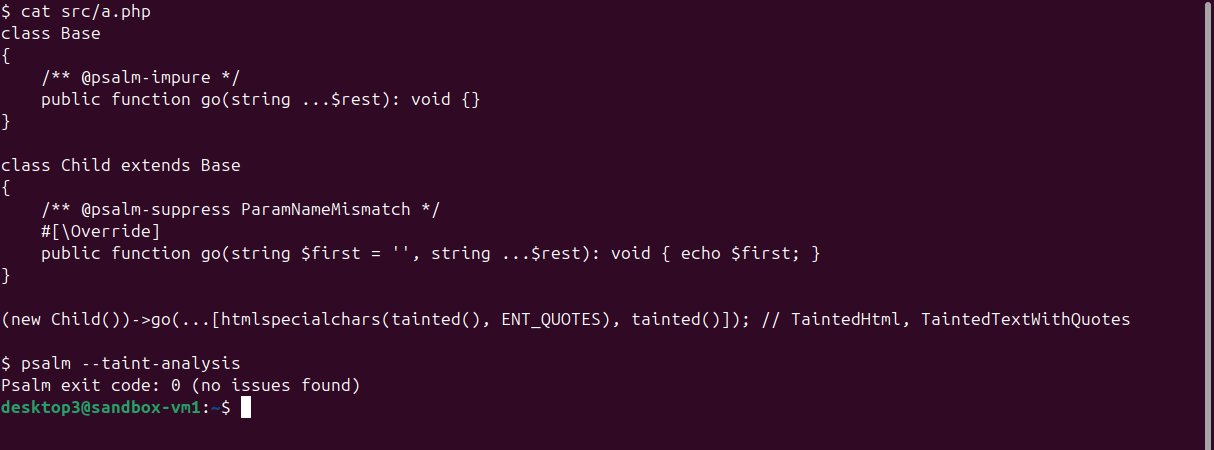 $ cat src/a.php
class Base
{
    /** @psalm-impure */
    public function go(string ...$rest): void {}
}

class Child extends Base
{
    /** @psalm-suppress ParamNameMismatch */
    #[\Override]
    public function go(string $first = '', string ...$rest): void { echo $first; }
}

(new Child())->go(...[htmlspecialchars(tainted(), ENT_QUOTES), tainted()]); // TaintedHtml, TaintedTextWithQuotes

$ psalm --taint-analysis
Psalm exit code: 0 (no issues found)
desktop3@sandbox-vm1:~$